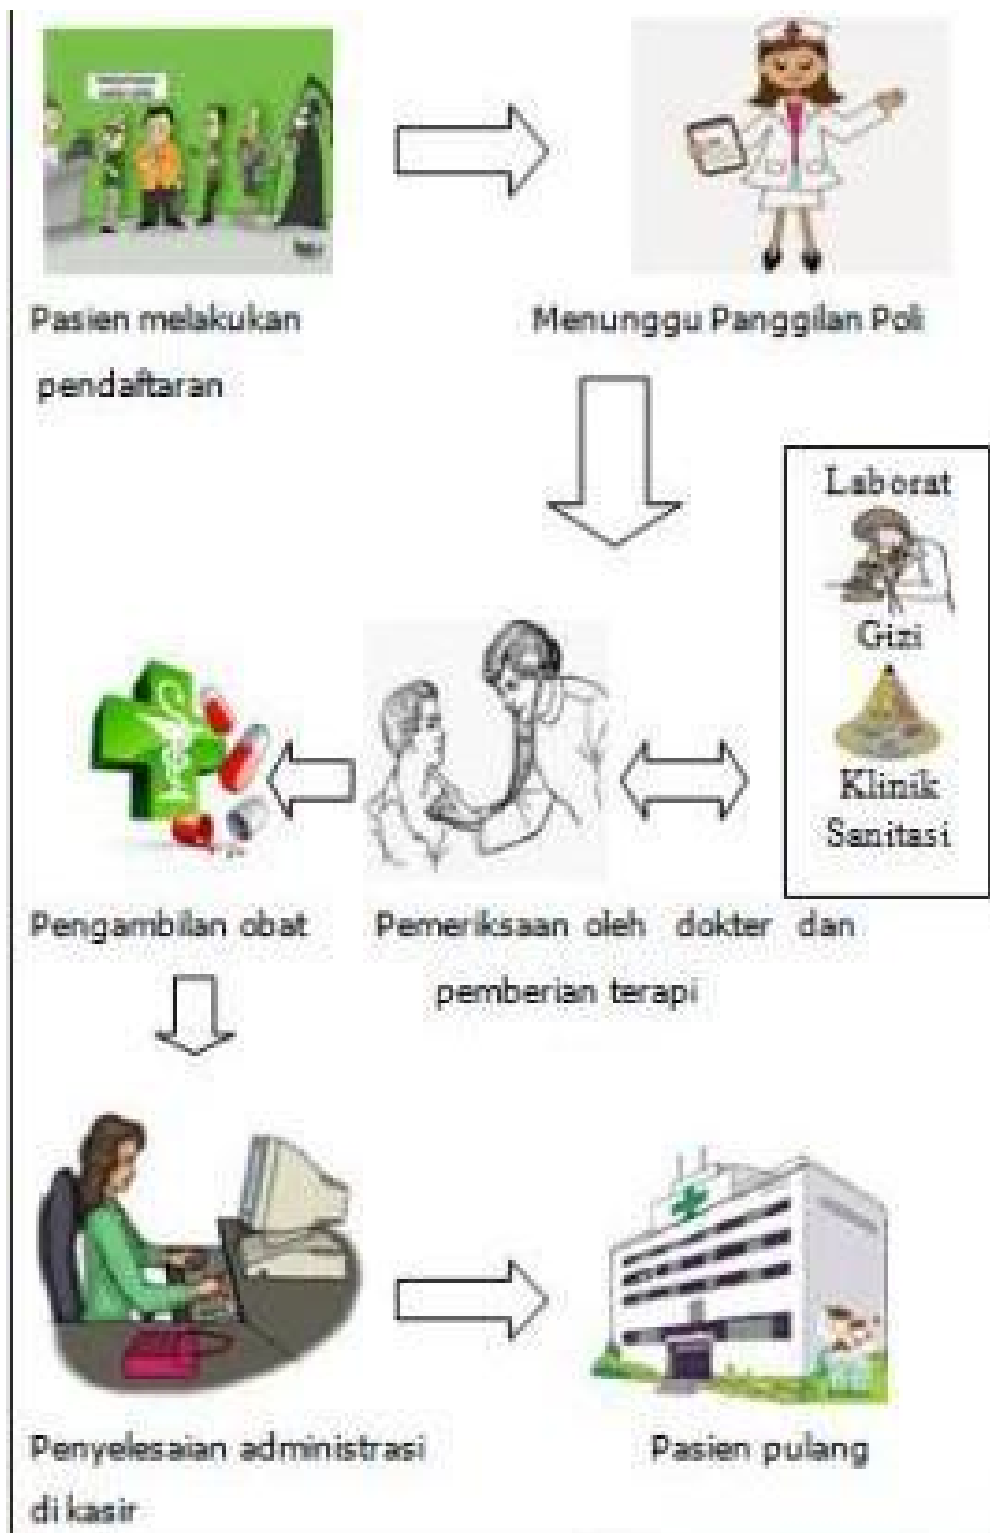 Pasien melakukan
pendaftaran
Menunggu Panggilan Poli
Laborat
Gizi
Klinik
Sanitasi
Pengambilan obat
Pemeriksaan oleh dokter dan
pemberian terapi
Penyelesaian administrasi
di kasir
Pasien pulang